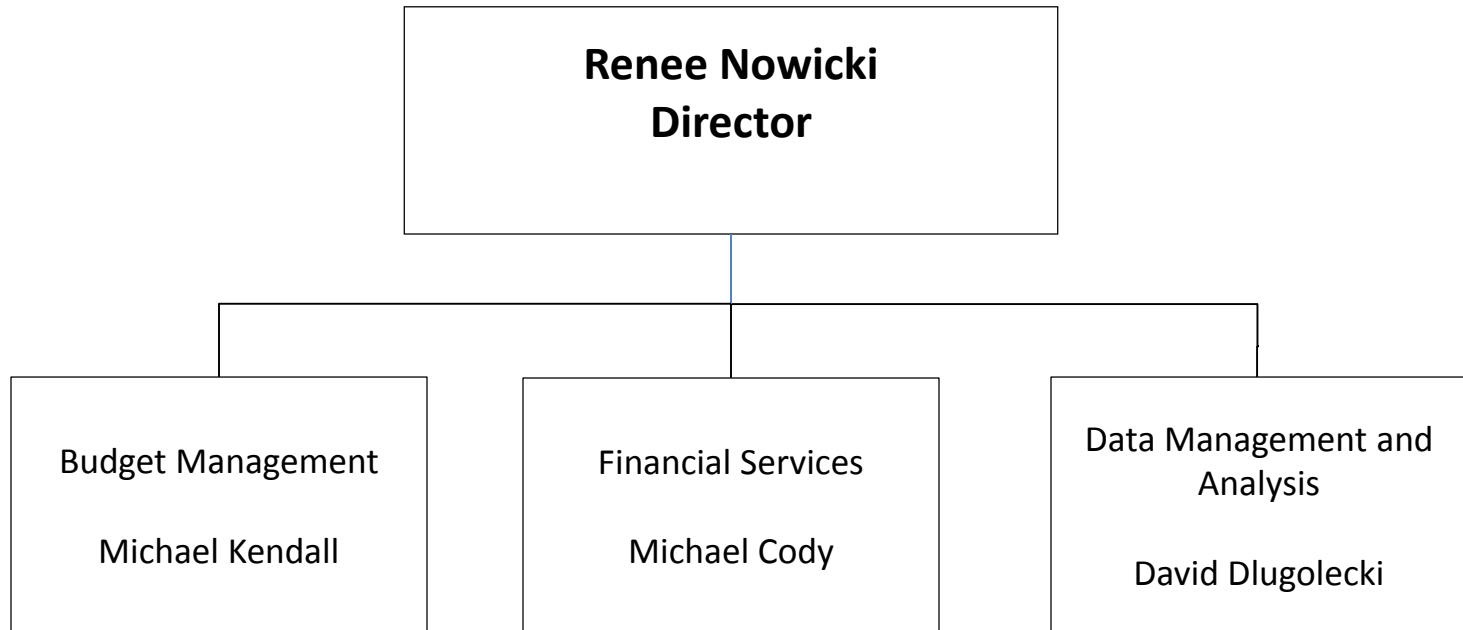 Renee Nowicki
Director
Budget Management
Michael Kendall
Financial Services
Michael Cody
Data Management and
Analysis
David Dlugolecki